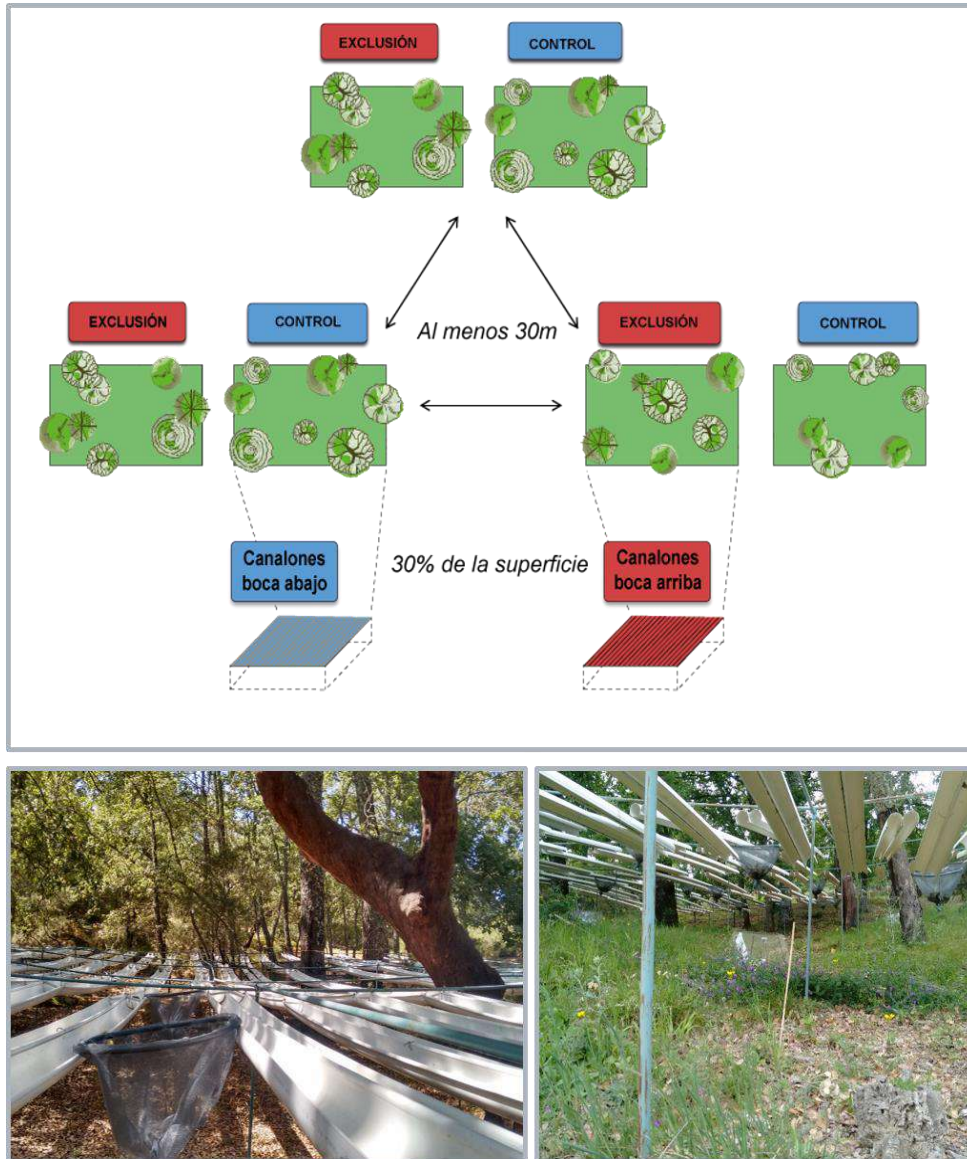 EXCLUSIÓN
CONTROL
EXCLUSIÓN
CONTROL
Al menos 30m
EXCLUSIÓN
CONTROL
Canalones
boca abajo
30% de la superficie
Canalones
boca arriba